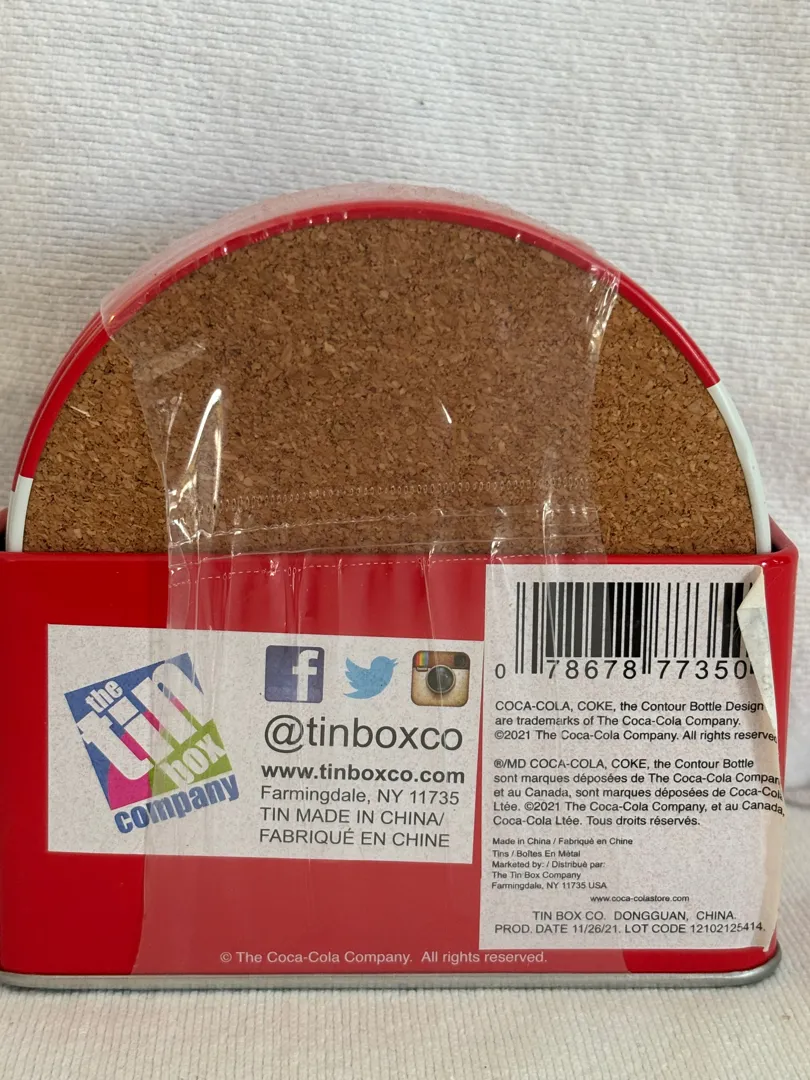 the
tin
box
company
@tinboxco
www.tinboxco.com
Farmingdale, NY 11735
TIN MADE IN CHINA/
FABRIQUÉ EN CHINE
0 78678 77350
COCA-COLA, COKE, the Contour Bottle Design
are trademarks of The Coca-Cola Company.
©2021 The Coca-Cola Company. All rights
®/MD COCA-COLA, COKE, the Contour Bottle
sont marques déposées de The Coca-Cola
et au Canada, sont marques déposées de
Ltée. ©2021 The Coca-Cola Company, et au Canada,
Coca-Cola Ltée. Tous droits réservés.
Made in China / Fabriqué en Chine
Tins / Boîtes En Métal
Marketed by: / Distribué par:
The Tin Box Company
Farmingdale, NY 11735 USA
www.coca-colastore.com
TIN BOX CO. DONGGUAN, CHINA.
PROD. DATE 11/26/21. LOT CODE 12102125414.
© The Coca-Cola Company. All rights reserved.